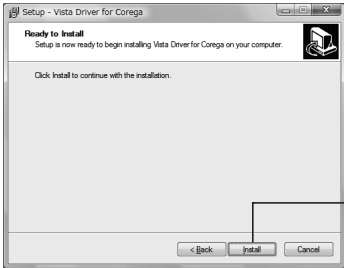 Setup - Vista Driver for Corega
Ready to Install
Setup is now ready to begin installing Vista Driver for Corega on your computer.
Click Install to continue with the installation.
< Back
Install
Cancel